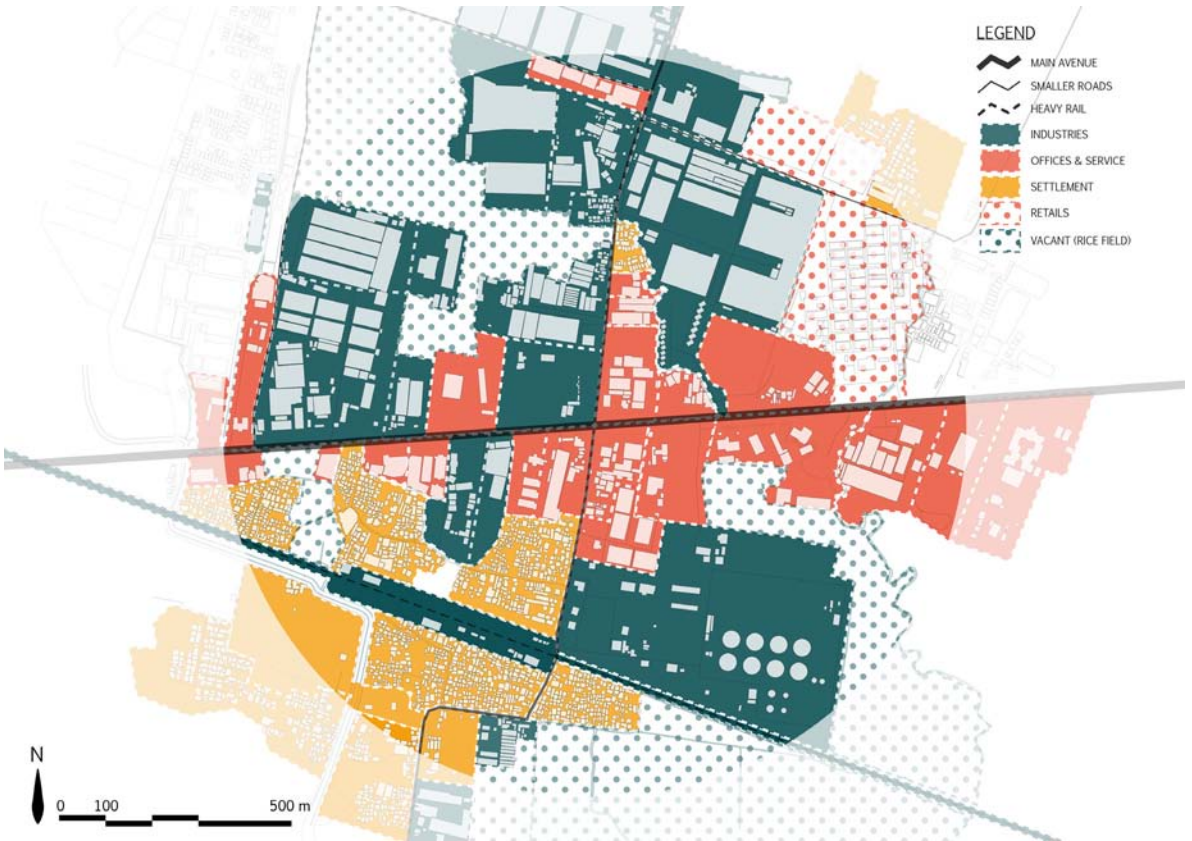 LEGEND
MAIN AVENUE
SMALLER ROADS
HEAVY RAIL
INDUSTRIES
OFFICES & SERVICE
SETTLEMENT
RETAILS
VACANT (RICE FIELD)
N
0 100 500 m